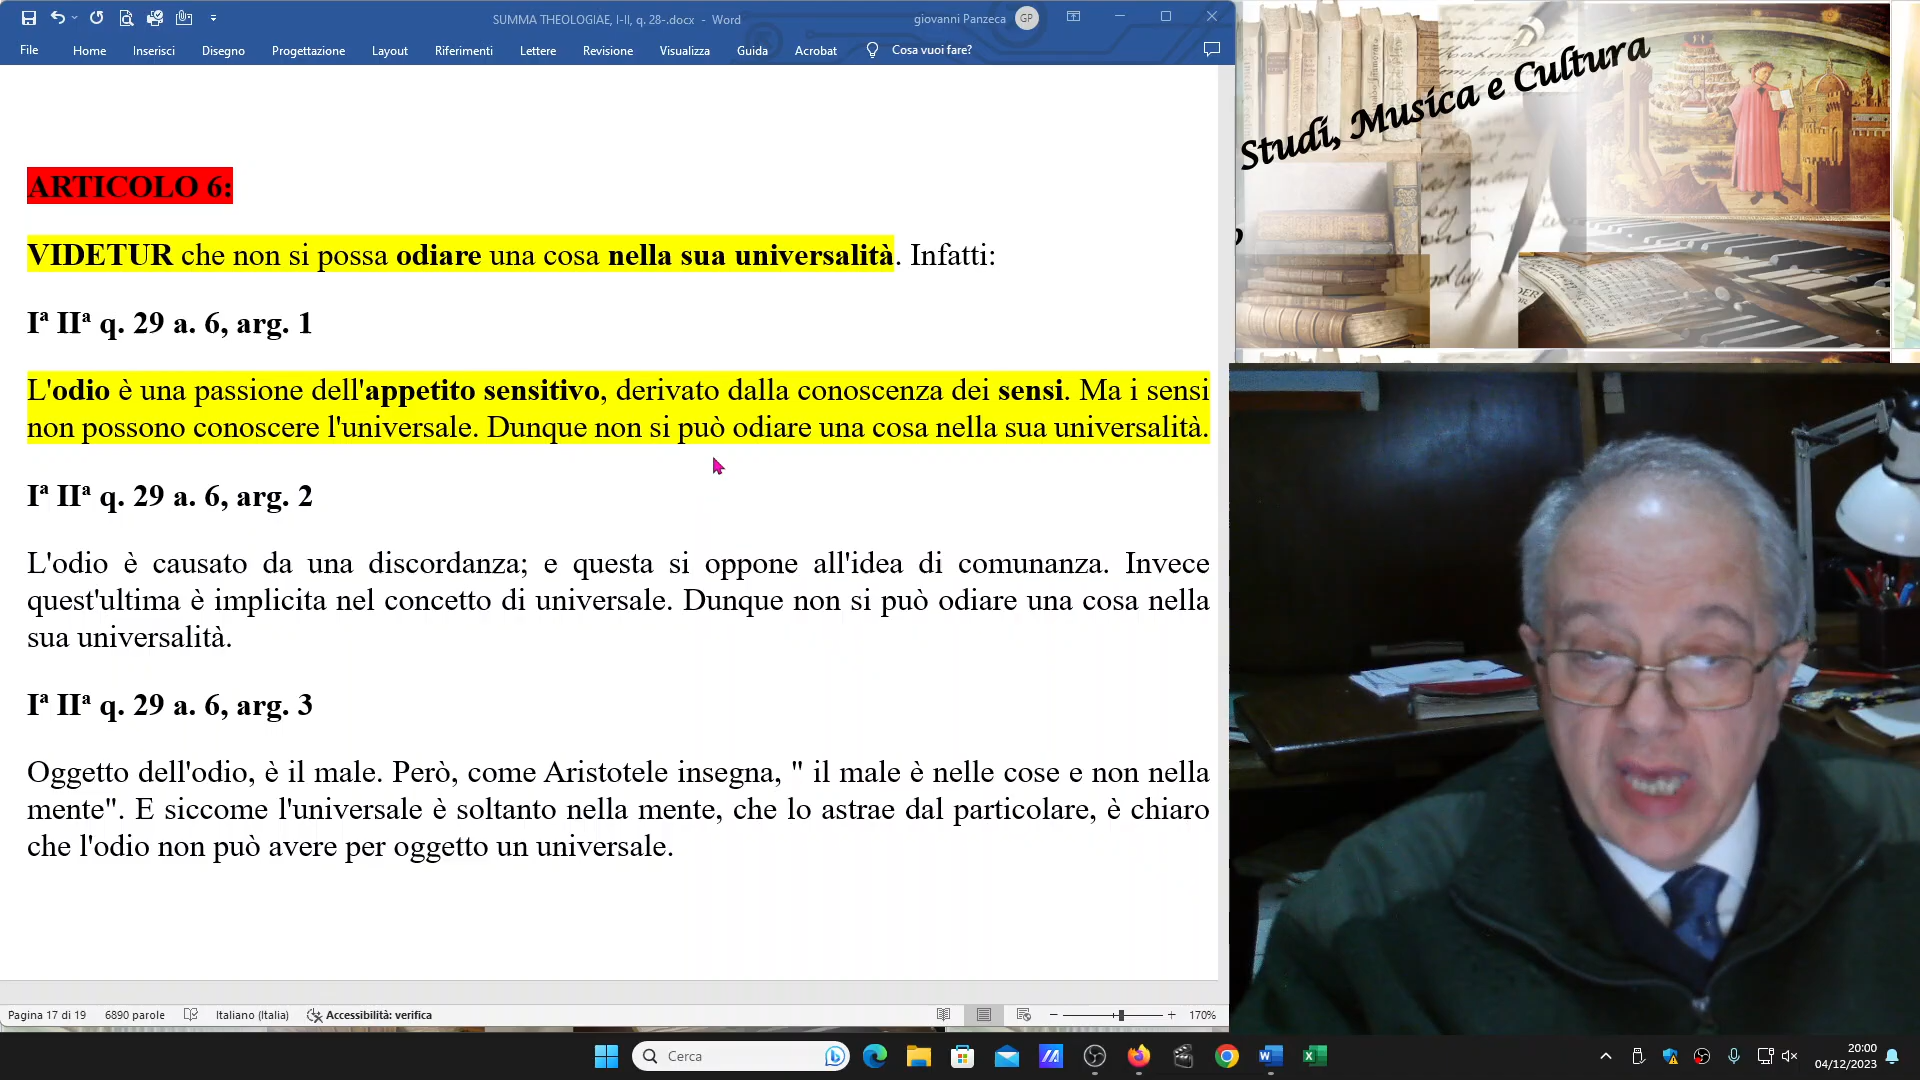 SUMMA THEOLOGIAE, I-II, q. 28-.docx - Word
giovanni Panzeca
GP
File Home Inserisci Disegno Progettazione Layout Riferimenti Lettere Revisione Visualizza Guida Acrobat Cosa vuoi fare?
Studi, Musica e Cultura
ARTICOLO 6:
VIDETUR che non si possa odiare una cosa nella sua universalità. Infatti:
Iª IIª q. 29 a. 6, arg. 1
L'odio è una passione dell'appetito sensitivo, derivato dalla conoscenza dei sensi. Ma i sensi
non possono conoscere l'universale. Dunque non si può odiare una cosa nella sua universalità.
Iª IIª q. 29 a. 6, arg. 2
L'odio è causato da una discordanza; e questa si oppone all'idea di comunanza. Invece
quest'ultima è implicita nel concetto di universale. Dunque non si può odiare una cosa nella
sua universalità.
Iª IIª q. 29 a. 6, arg. 3
Oggetto dell'odio, è il male. Però, come Aristotele insegna, " il male è nelle cose e non nella
mente". E siccome l'universale è soltanto nella mente, che lo astrae dal particolare, è chiaro
che l'odio non può avere per oggetto un universale.
Pagina 17 di 19 6890 parole Italiano (Italia) Accessibilità: verifica 170%
Cerca
20:00
04/12/2023